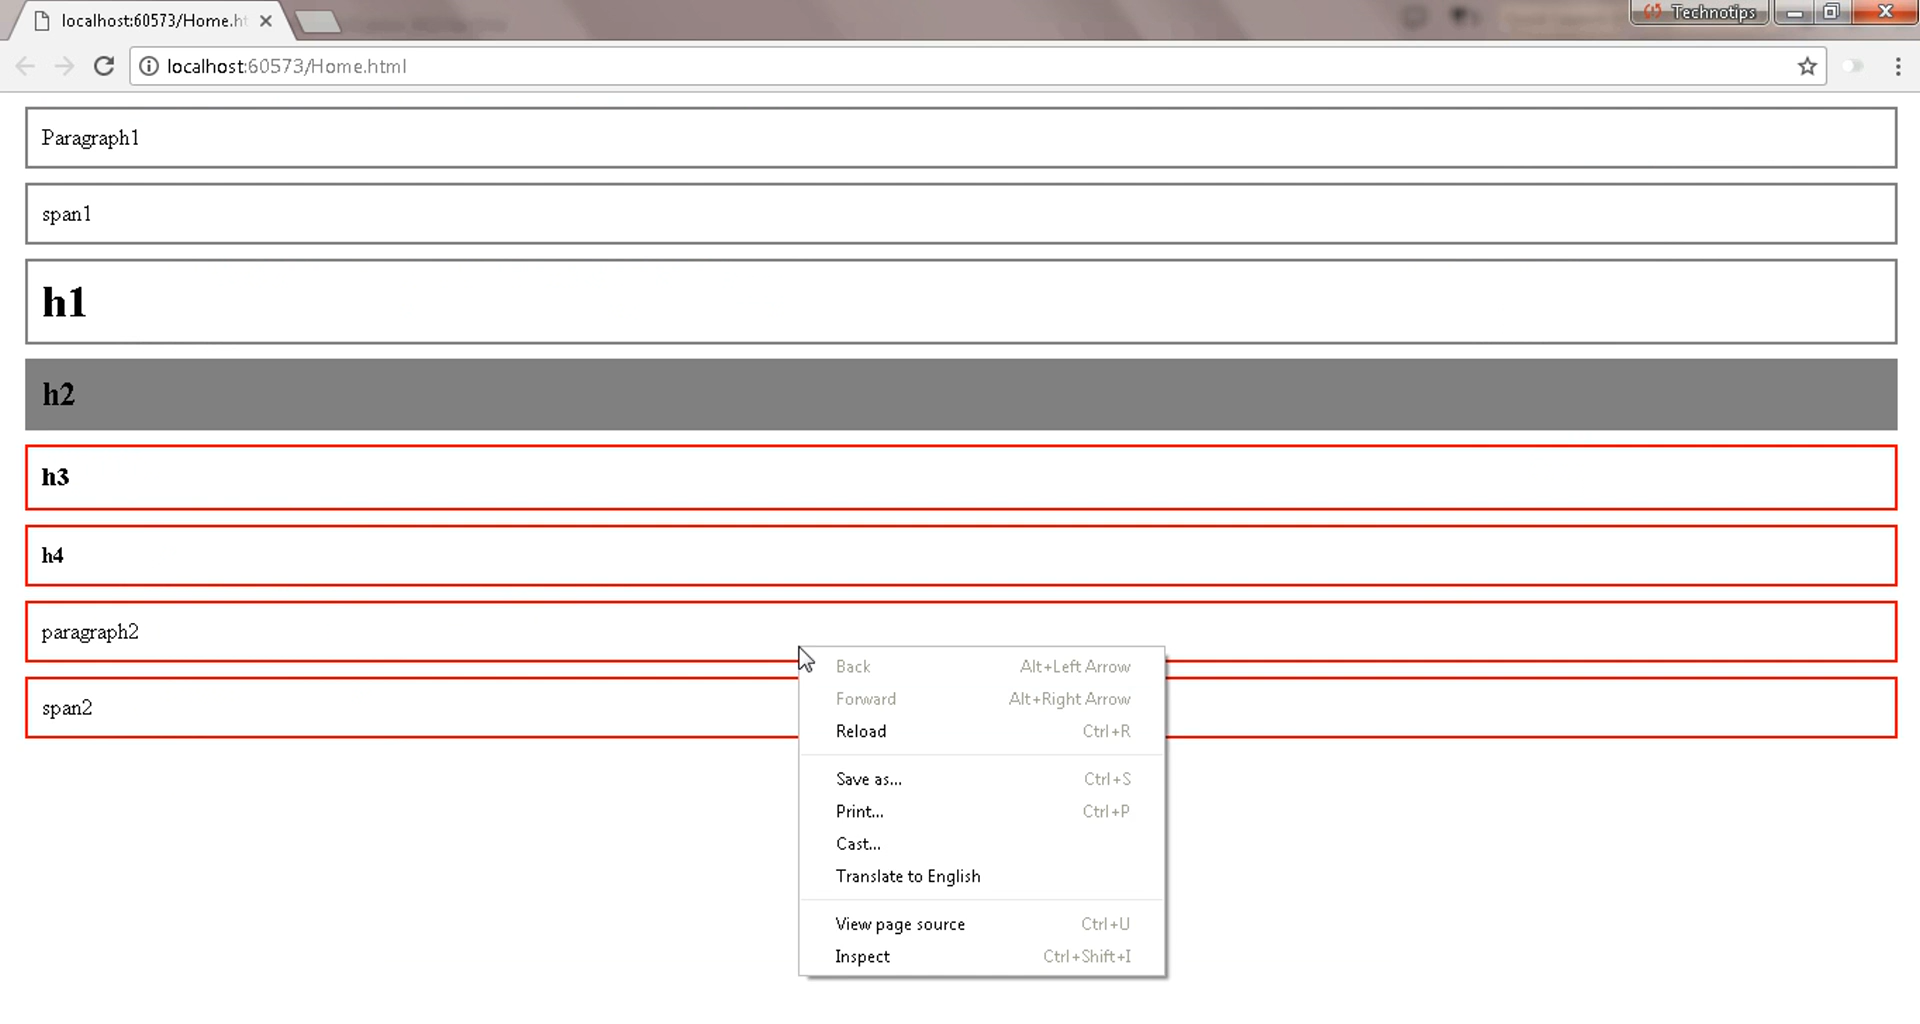 localhost:60573/Home.ht
Technotips
localhost:60573/Home.html
Paragraph1
span1
h1
h2
h3
h4
paragraph2
span2
Back Alt+Left Arrow
Forward Alt+Right Arrow
Reload Ctrl+R
Save as... Ctrl+S
Print... Ctrl+P
Cast...
Translate to English
View page source Ctrl+U
Inspect Ctrl+Shift+I